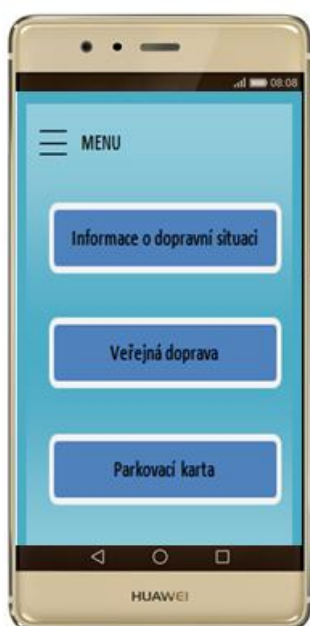 08:08
MENU
Informace o dopravní situaci
Veřejná doprava
Parkovací karta
HUAWEI